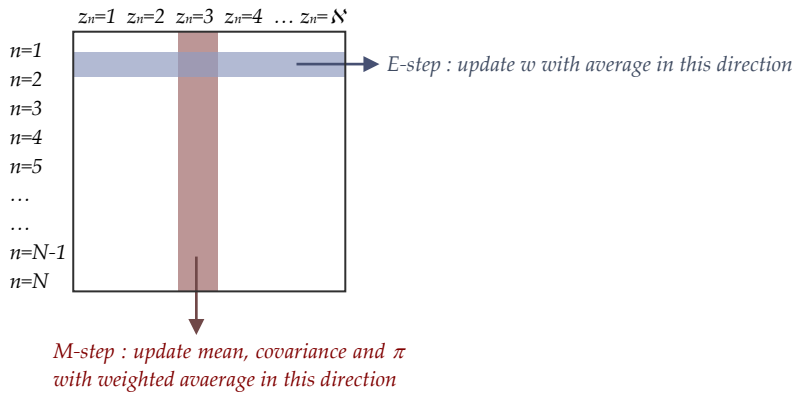 zn=1 zn=2 zn=3 zn=4 … zn=ℵ
n=1
E-step : update w with average in this direction
n=2
n=3
n=4
n=5
…
…
n=N-1
n=N
M-step : update mean, covariance and π
with weighted avaerage in this direction